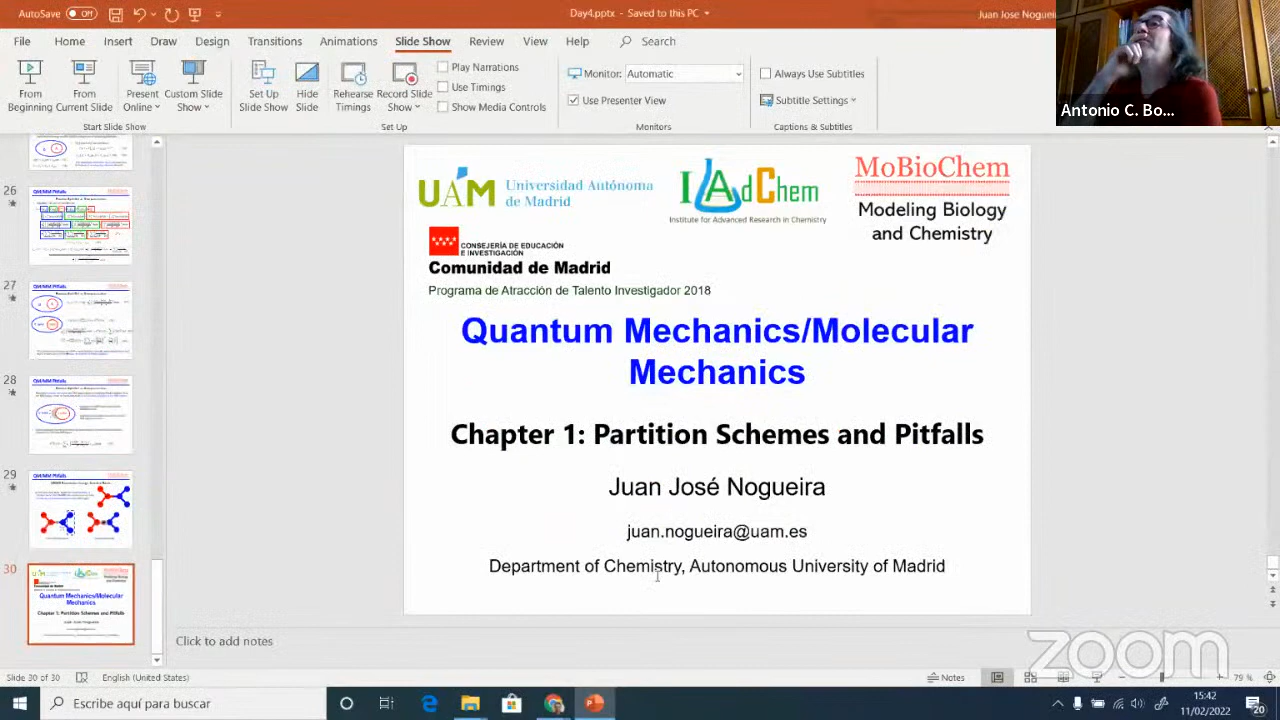 AutoSave Off
Day4.pptx - Saved to this PC
Juan José Nogueira
File Home Insert Draw Design Transitions Animations Slide Show Review View Help Search
From Beginning
From Current Slide
Present Online
Custom Slide Show
Set Up Slide Show
Hide Slide
Rehearse Timings
Record Slide Show
Play Narrations
Use Timings
Show Media Controls
Monitor: Automatic
Use Presenter View
Always Use Subtitles
Subtitle Settings
Start Slide Show
Set Up
Monitors
Captions & Subtitles
Antonio C. Bo...
26
27
28
29
30
UAM Universidad Autónoma
de Madrid
IAdChem
Institute for Advanced Research in Chemistry
MoBioChem
Modeling Biology
and Chemistry
CONSEJERÍA DE EDUCACIÓN
E INVESTIGACIÓN
Comunidad de Madrid
Programa de Atracción de Talento Investigador 2018
Quantum Mechanics/Molecular
Mechanics
Chapter 1: Partition Schemes and Pitfalls
Juan José Nogueira
juan.nogueira@uam.es
Department of Chemistry, Autonomous University of Madrid
Click to add notes
zoom
Slide 30 of 30
English (United States)
Notes
79 %
Escribe aquí para buscar
15:42
11/02/2022
20